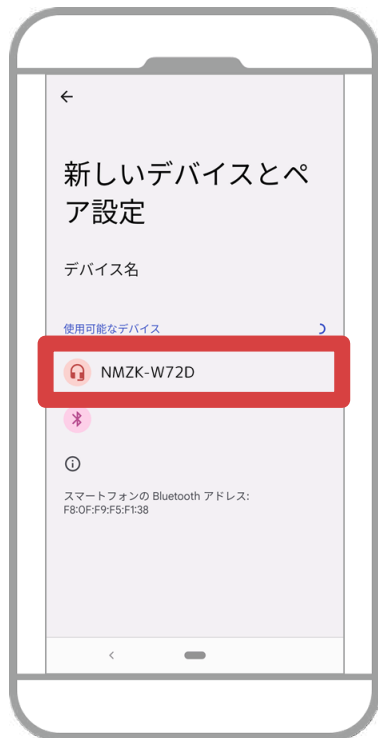 新しいデバイスとペ
ア設定
デバイス名
使用可能なデバイス
NMZK-W72D
スマートフォンの Bluetooth アドレス:
F8:0F:F9:F5:F1:38